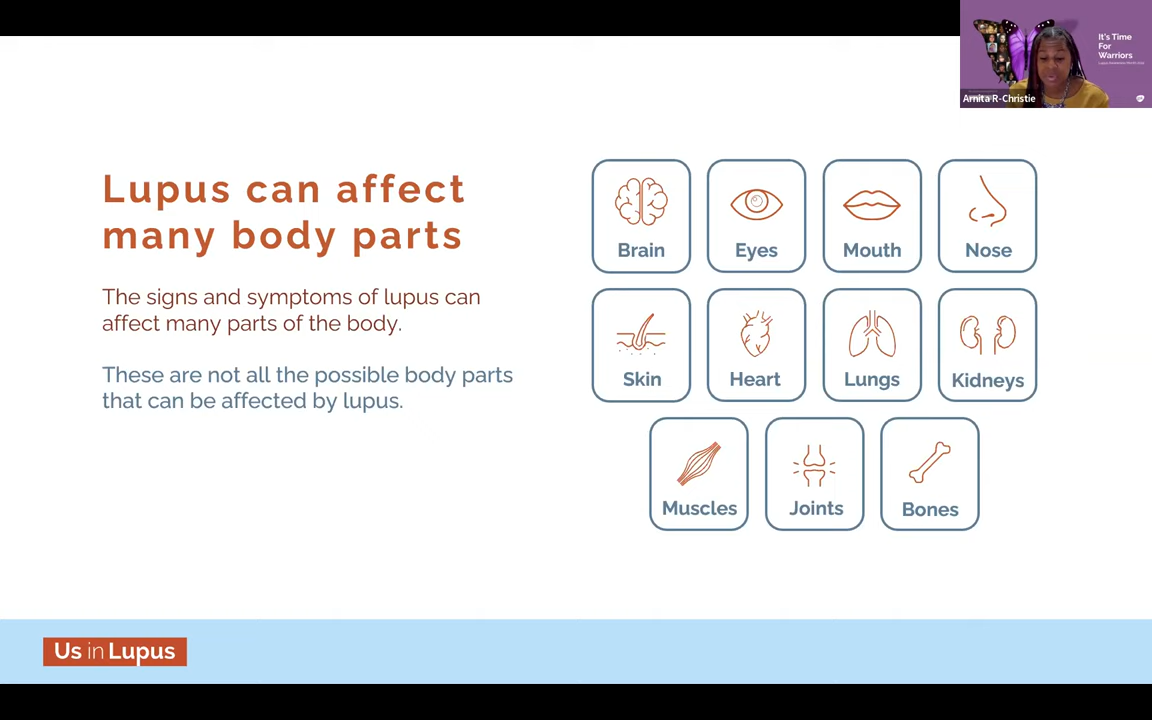 It's Time
For
Warriors
Arnita R-Christie
Lupus can affect
many body parts
The signs and symptoms of lupus can
affect many parts of the body.
These are not all the possible body parts
that can be affected by lupus.
Brain
Eyes
Mouth
Nose
Skin
Heart
Lungs
Kidneys
Muscles
Joints
Bones
Us in Lupus